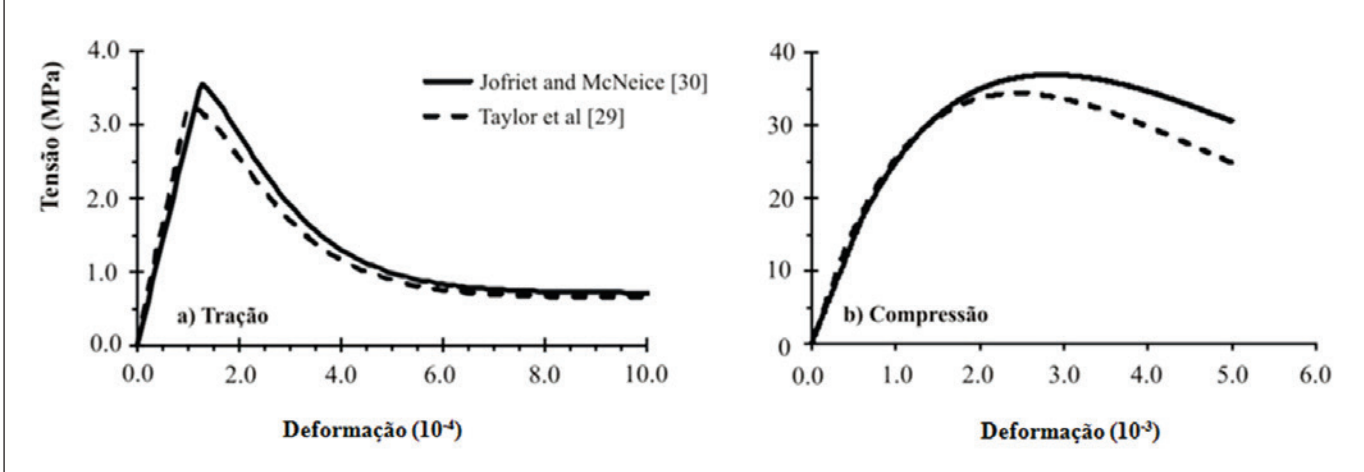 Tensão (MPa)
4.0
3.0
2.0
1.0
0.0
0.0 2.0 4.0 6.0 8.0 10.0
Jofriet and McNeice [30]
Taylor et al [29]
a) Tração
Deformação (10-4)
40
30
20
10
0
0.0 1.0 2.0 3.0 4.0 5.0 6.0
b) Compressão
Deformação (10-3)